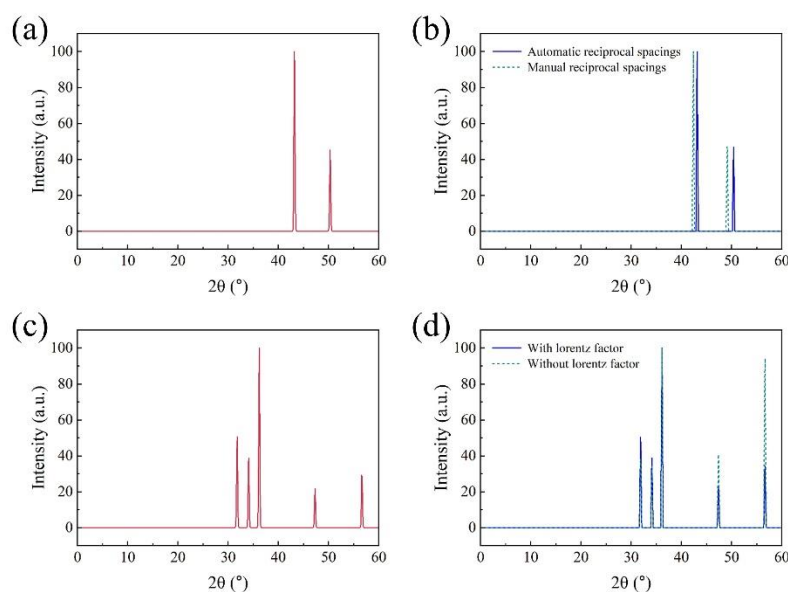 (a)
100
80
60
40
20
0
Intensity (a.u.)
0 10 20 30 40 50 60
2θ (°)
(b)
Automatic reciprocal spacings
Manual reciprocal spacings
100
80
60
40
20
0
Intensity (a.u.)
0 10 20 30 40 50 60
2θ (°)
(c)
100
80
60
40
20
0
Intensity (a.u.)
0 10 20 30 40 50 60
2θ (°)
(d)
With lorentz factor
Without lorentz factor
100
80
60
40
20
0
Intensity (a.u.)
0 10 20 30 40 50 60
2θ (°)